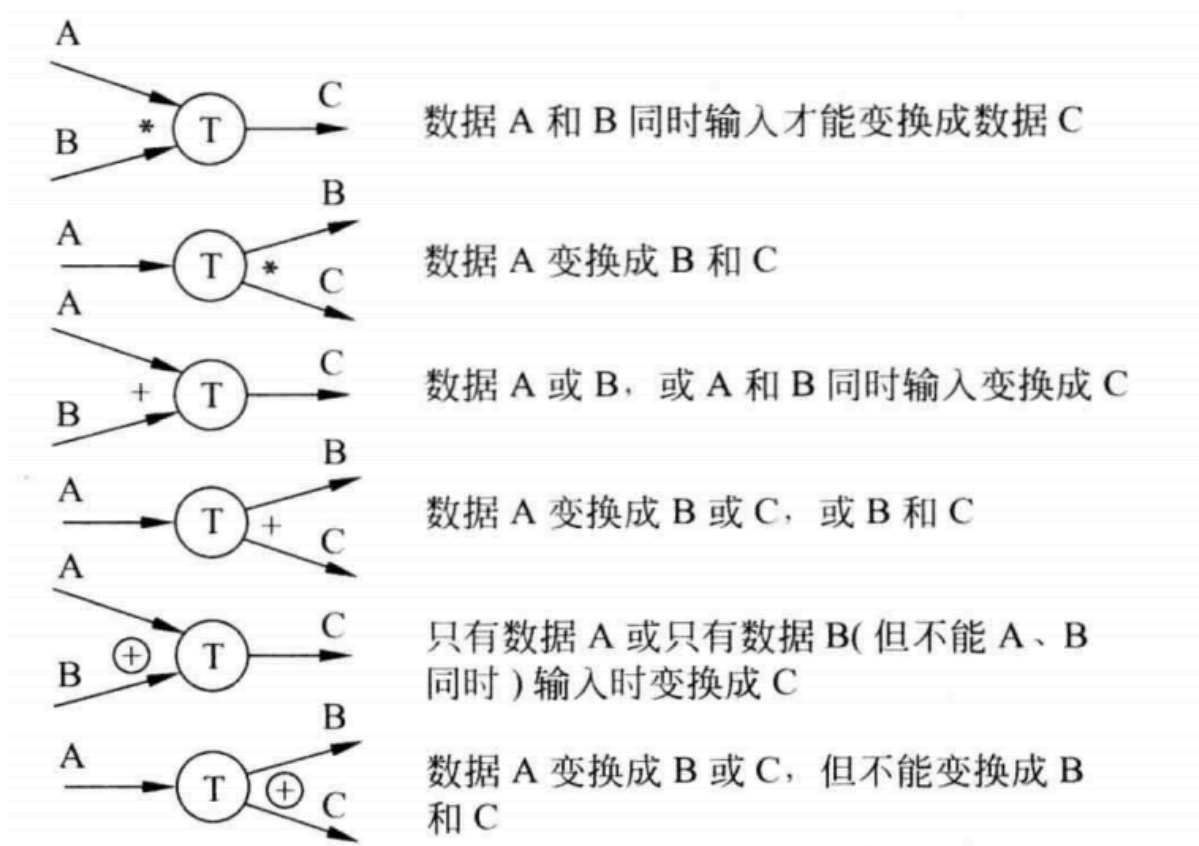 A
B
*
T
C
数据 A 和 B 同时输入才能变换成数据 C
A
T
*
B
C
数据 A 变换成 B 和 C
A
B
+
T
C
数据 A 或 B，或 A 和 B 同时输入变换成 C
A
T
+
B
C
数据 A 变换成 B 或 C，或 B 和 C
A
B
⊕
T
C
只有数据 A 或只有数据 B( 但不能 A、B
同时 ) 输入时变换成 C
A
T
⊕
B
C
数据 A 变换成 B 或 C，但不能变换成 B
和 C